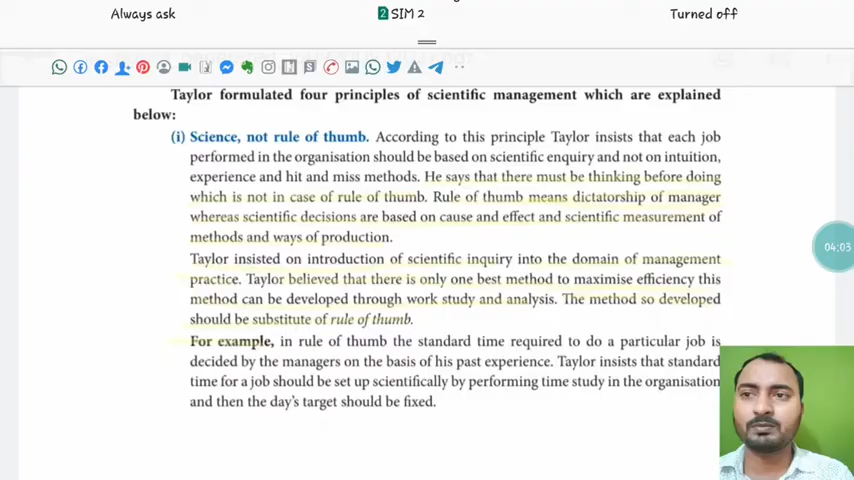 Always ask
2 SIM 2
Turned off
Taylor formulated four principles of scientific management which are explained
below:
(i) Science, not rule of thumb. According to this principle Taylor insists that each job
performed in the organisation should be based on scientific enquiry and not on intuition,
experience and hit and miss methods. He says that there must be thinking before doing
which is not in case of rule of thumb. Rule of thumb means dictatorship of manager
whereas scientific decisions are based on cause and effect and scientific measurement of
methods and ways of production.
Taylor insisted on introduction of scientific inquiry into the domain of management
practice. Taylor believed that there is only one best method to maximise efficiency this
method can be developed through work study and analysis. The method so developed
should be substitute of rule of thumb.
For example, in rule of thumb the standard time required to do a particular job is
decided by the managers on the basis of his past experience. Taylor insists that standard
time for a job should be set up scientifically by performing time study in the organisation
and then the day's target should be fixed.
04:03